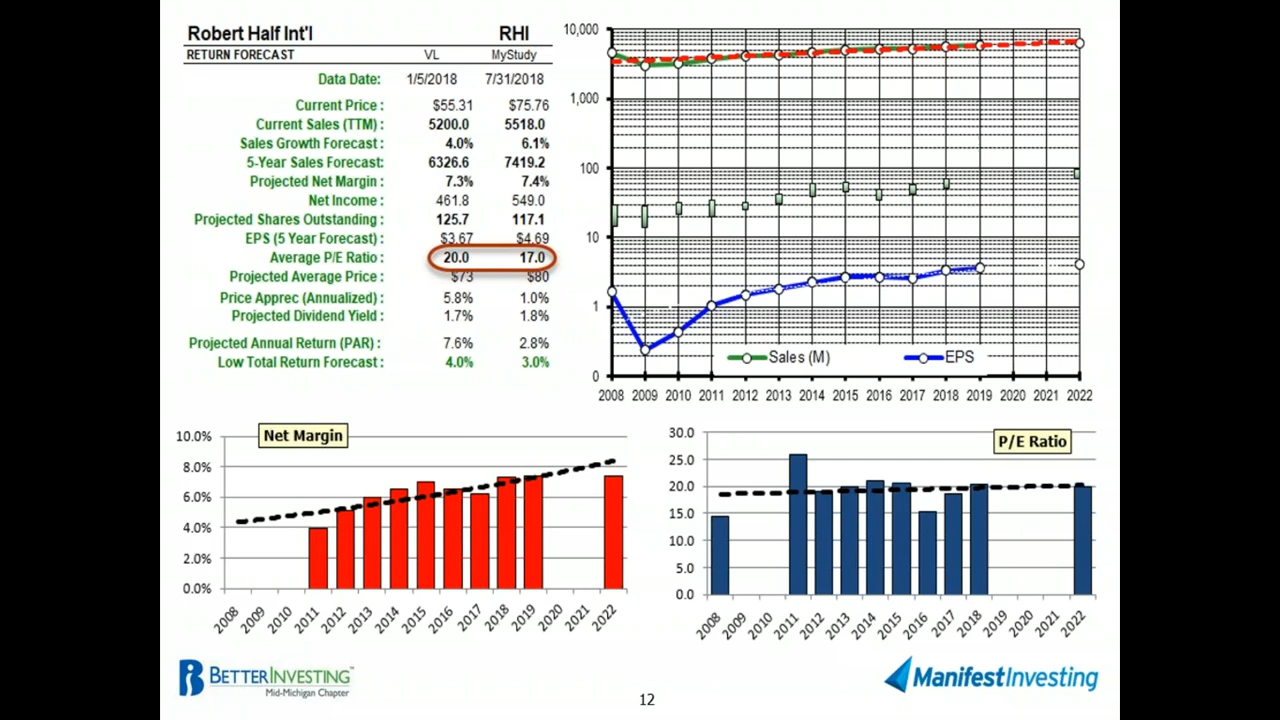 Robert Half Int'l RHI
RETURN FORECAST VL MyStudy
Data Date: 1/5/2018 7/31/2018
Current Price : $55.31 $75.76
Current Sales (TTM) : 5200.0 5518.0
Sales Growth Forecast : 4.0% 6.1%
5-Year Sales Forecast: 6326.6 7419.2
Projected Net Margin : 7.3% 7.4%
Net Income : 461.8 549.0
Projected Shares Outstanding : 125.7 117.1
EPS (5 Year Forecast) : $3.67 $4.69
Average P/E Ratio : 20.0 17.0
Projected Average Price : $73 $80
Price Apprec (Annualized) : 5.8% 1.0%
Projected Dividend Yield : 1.7% 1.8%
Projected Annual Return (PAR) : 7.6% 2.8%
Low Total Return Forecast : 4.0% 3.0%
10,000
1,000
100
10
1
0
Sales (M) EPS
2008 2009 2010 2011 2012 2013 2014 2015 2016 2017 2018 2019 2020 2021 2022
Net Margin
10.0%
8.0%
6.0%
4.0%
2.0%
0.0%
2008 2009 2010 2011 2012 2013 2014 2015 2016 2017 2018 2019 2020 2021 2022
P/E Ratio
30.0
25.0
20.0
15.0
10.0
5.0
0.0
2008 2009 2010 2011 2012 2013 2014 2015 2016 2017 2018 2019 2020 2021 2022
BETTERINVESTING™
Mid-Michigan Chapter
12
ManifestInvesting